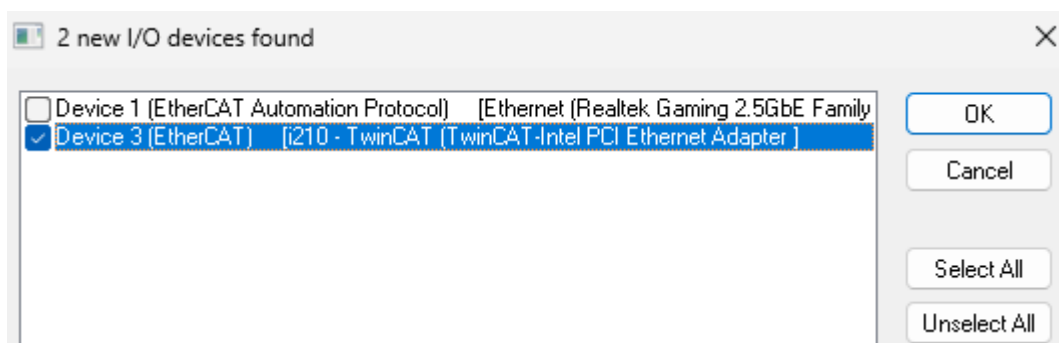 2 new I/O devices found
Device 1 (EtherCAT Automation Protocol) [Ethernet (Realtek Gaming 2.5GbE Family
Device 3 (EtherCAT) [i210 - TwinCAT (TwinCAT-Intel PCI Ethernet Adapter ]
OK
Cancel
Select All
Unselect All